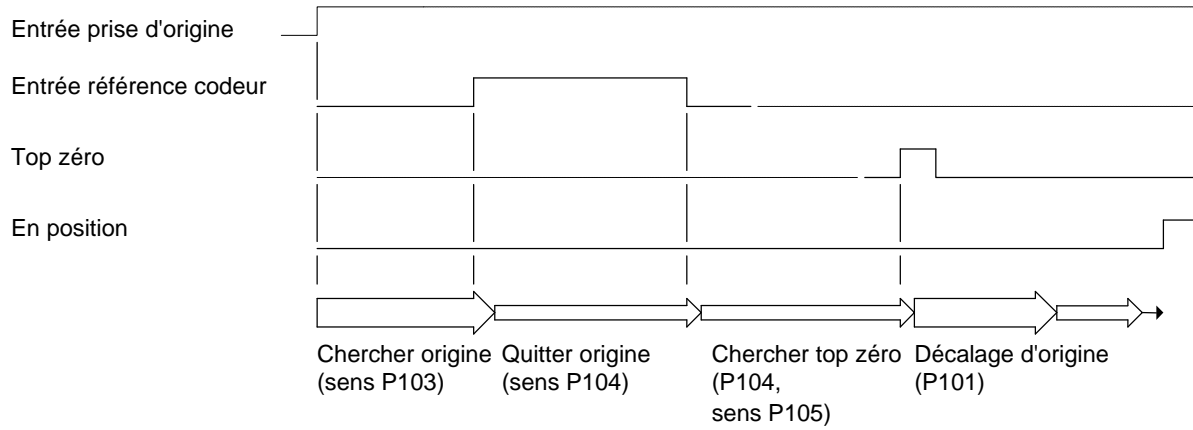 Entrée prise d'origine
Entrée référence codeur
Top zéro
En position
Chercher origine
(sens P103)
Quitter origine
(sens P104)
Chercher top zéro
(P104,
sens P105)
Décalage d'origine
(P101)